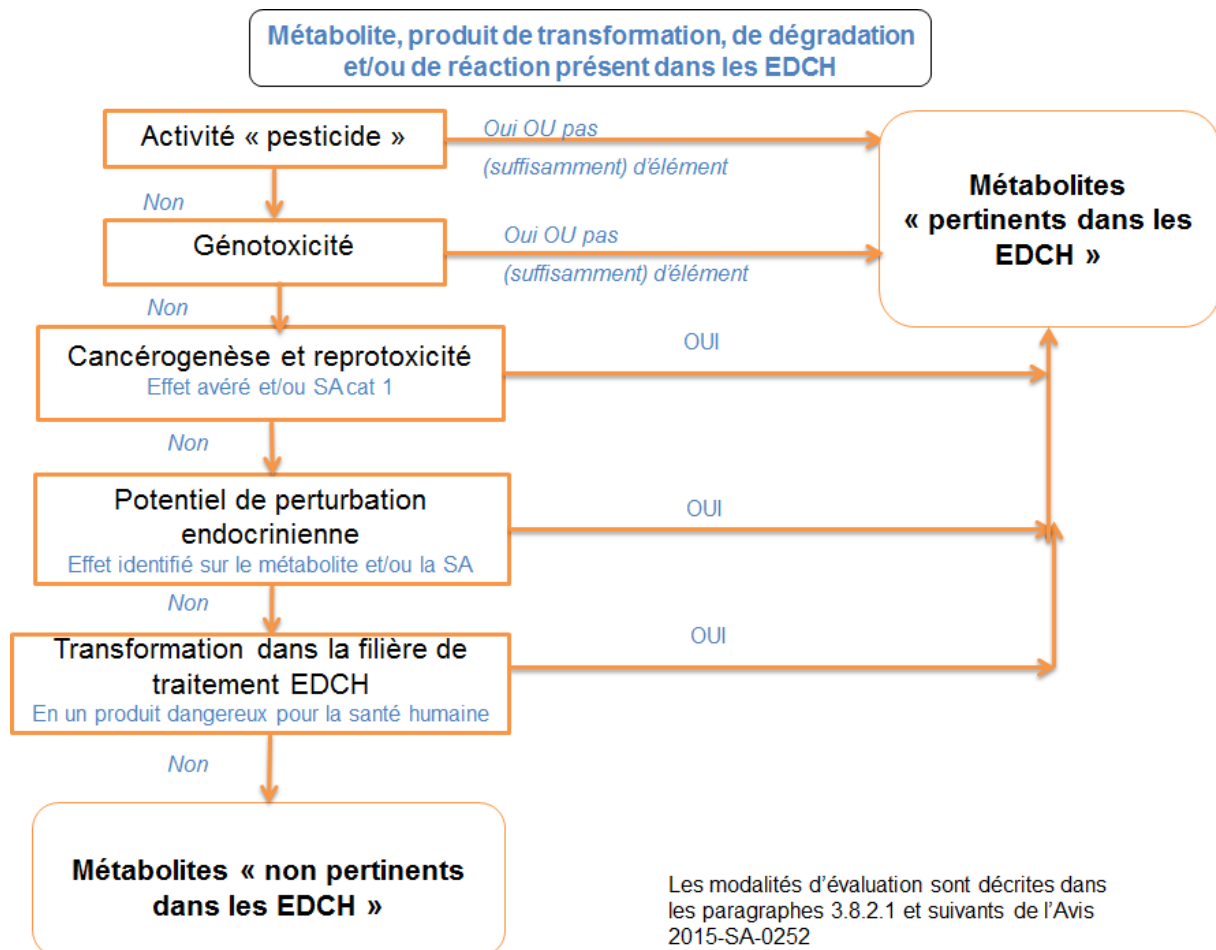 Métabolite, produit de transformation, de dégradation
et/ou de réaction présent dans les EDCH
Activité « pesticide »
Oui OU pas
(suffisamment) d'élément
Métabolites
« pertinents dans les
EDCH »
Non
Génotoxicité
Oui OU pas
(suffisamment) d'élément
Non
Cancérogenèse et reprotoxicité
Effet avéré et/ou SA cat 1
OUI
Non
Potentiel de perturbation
endocrinienne
Effet identifié sur le métabolite et/ou la SA
OUI
Non
Transformation dans la filière de
traitement EDCH
En un produit dangereux pour la santé humaine
OUI
Non
Métabolites « non pertinents
dans les EDCH »
Les modalités d'évaluation sont décrites dans
les paragraphes 3.8.2.1 et suivants de l'Avis
2015-SA-0252